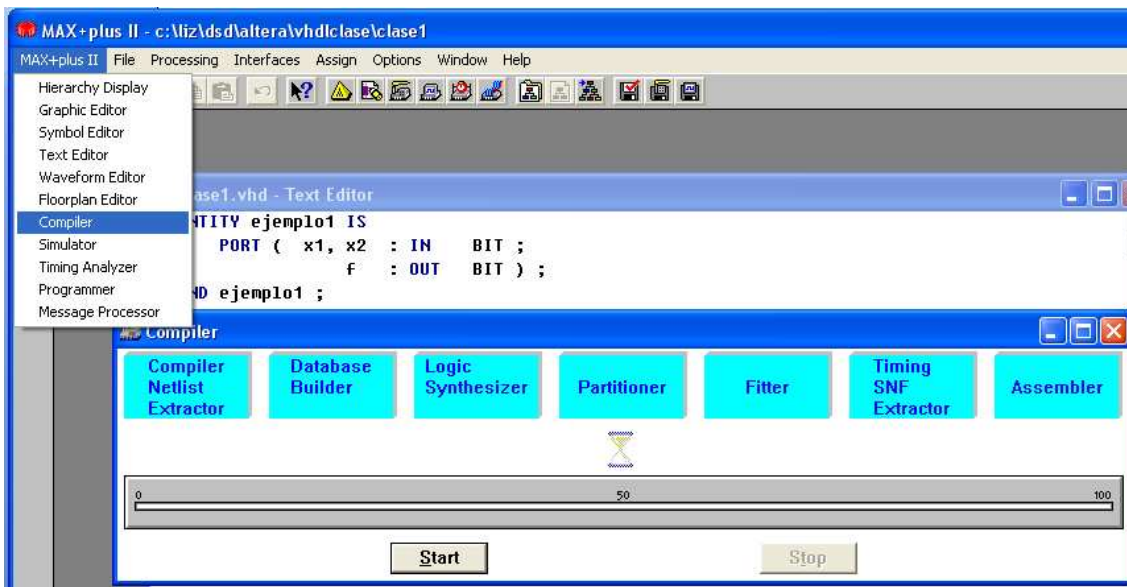 MAX+plus II - c:\liz\dsd\altera\vhdlclase\clase1
MAX+plus II File Processing Interfaces Assign Options Window Help
Hierarchy Display
Graphic Editor
Symbol Editor
Text Editor
Waveform Editor
Floorplan Editor
Compiler
Simulator
Timing Analyzer
Programmer
Message Processor
ase1.vhd - Text Editor
NTITY ejemplo1 IS
PORT ( x1, x2 : IN BIT ;
f : OUT BIT ) ;
ND ejemplo1 ;
Compiler
Compiler
Netlist
Extractor
Database
Builder
Logic
Synthesizer
Partitioner
Fitter
Timing
SNF
Extractor
Assembler
0 50 100
Start
Stop